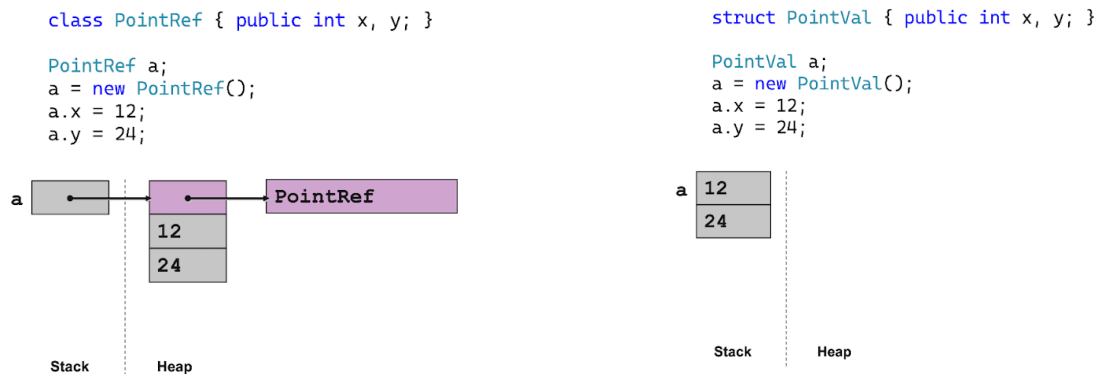 class PointRef { public int x, y; }
PointRef a;
a = new PointRef();
a.x = 12;
a.y = 24;
a
PointRef
12
24
Stack
Heap
struct PointVal { public int x, y; }
PointVal a;
a = new PointVal();
a.x = 12;
a.y = 24;
a
12
24
Stack
Heap